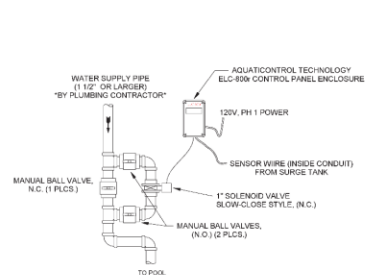 AQUATICONTROL TECHNOLOGY
ELC-800r CONTROL PANEL ENCLOSURE
WATER SUPPLY PIPE
(1 1/2" OR LARGER)
*BY PLUMBING CONTRACTOR*
120V, PH 1 POWER
SENSOR WIRE (INSIDE CONDUIT)
FROM SURGE TANK
MANUAL BALL VALVE,
N.C. (1 PLCS.)
1" SOLENOID VALVE
SLOW-CLOSE STYLE, (N.C.)
MANUAL BALL VALVES,
(N.O.) (2 PLCS.)
TO POOL